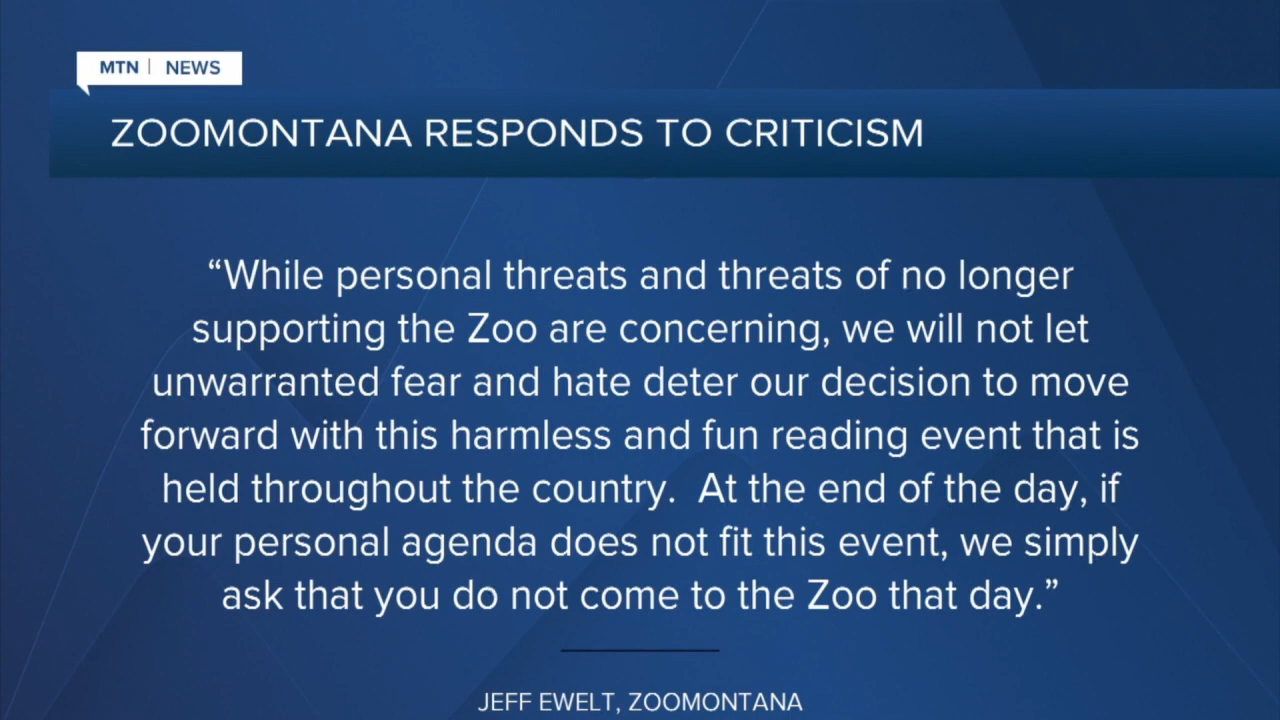 MTN | NEWS
ZOOMONTANA RESPONDS TO CRITICISM
“While personal threats and threats of no longer
supporting the Zoo are concerning, we will not let
unwarranted fear and hate deter our decision to move
forward with this harmless and fun reading event that is
held throughout the country.  At the end of the day, if
your personal agenda does not fit this event, we simply
ask that you do not come to the Zoo that day.”
JEFF EWELT, ZOOMONTANA